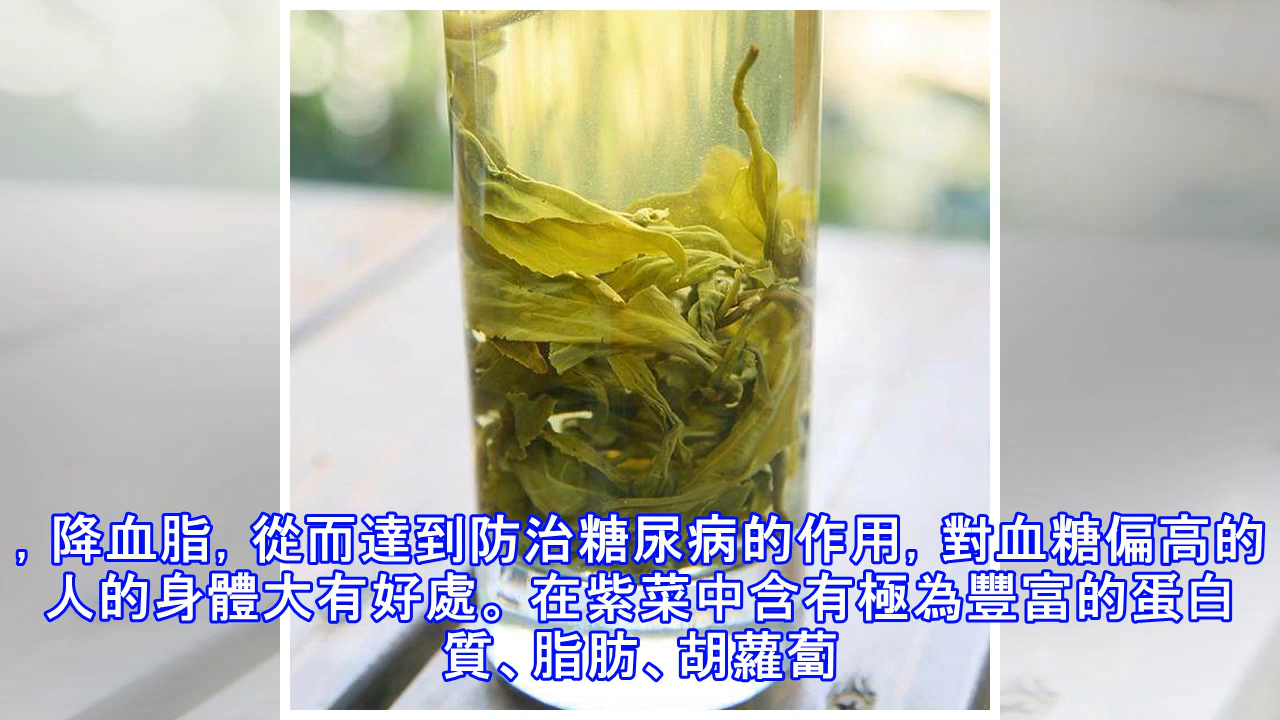 ，降血脂，從而達到防治糖尿病的作用，對血糖偏高的
人的身體大有好處。在紫菜中含有極為豐富的蛋白
質、脂肪、胡蘿蔔